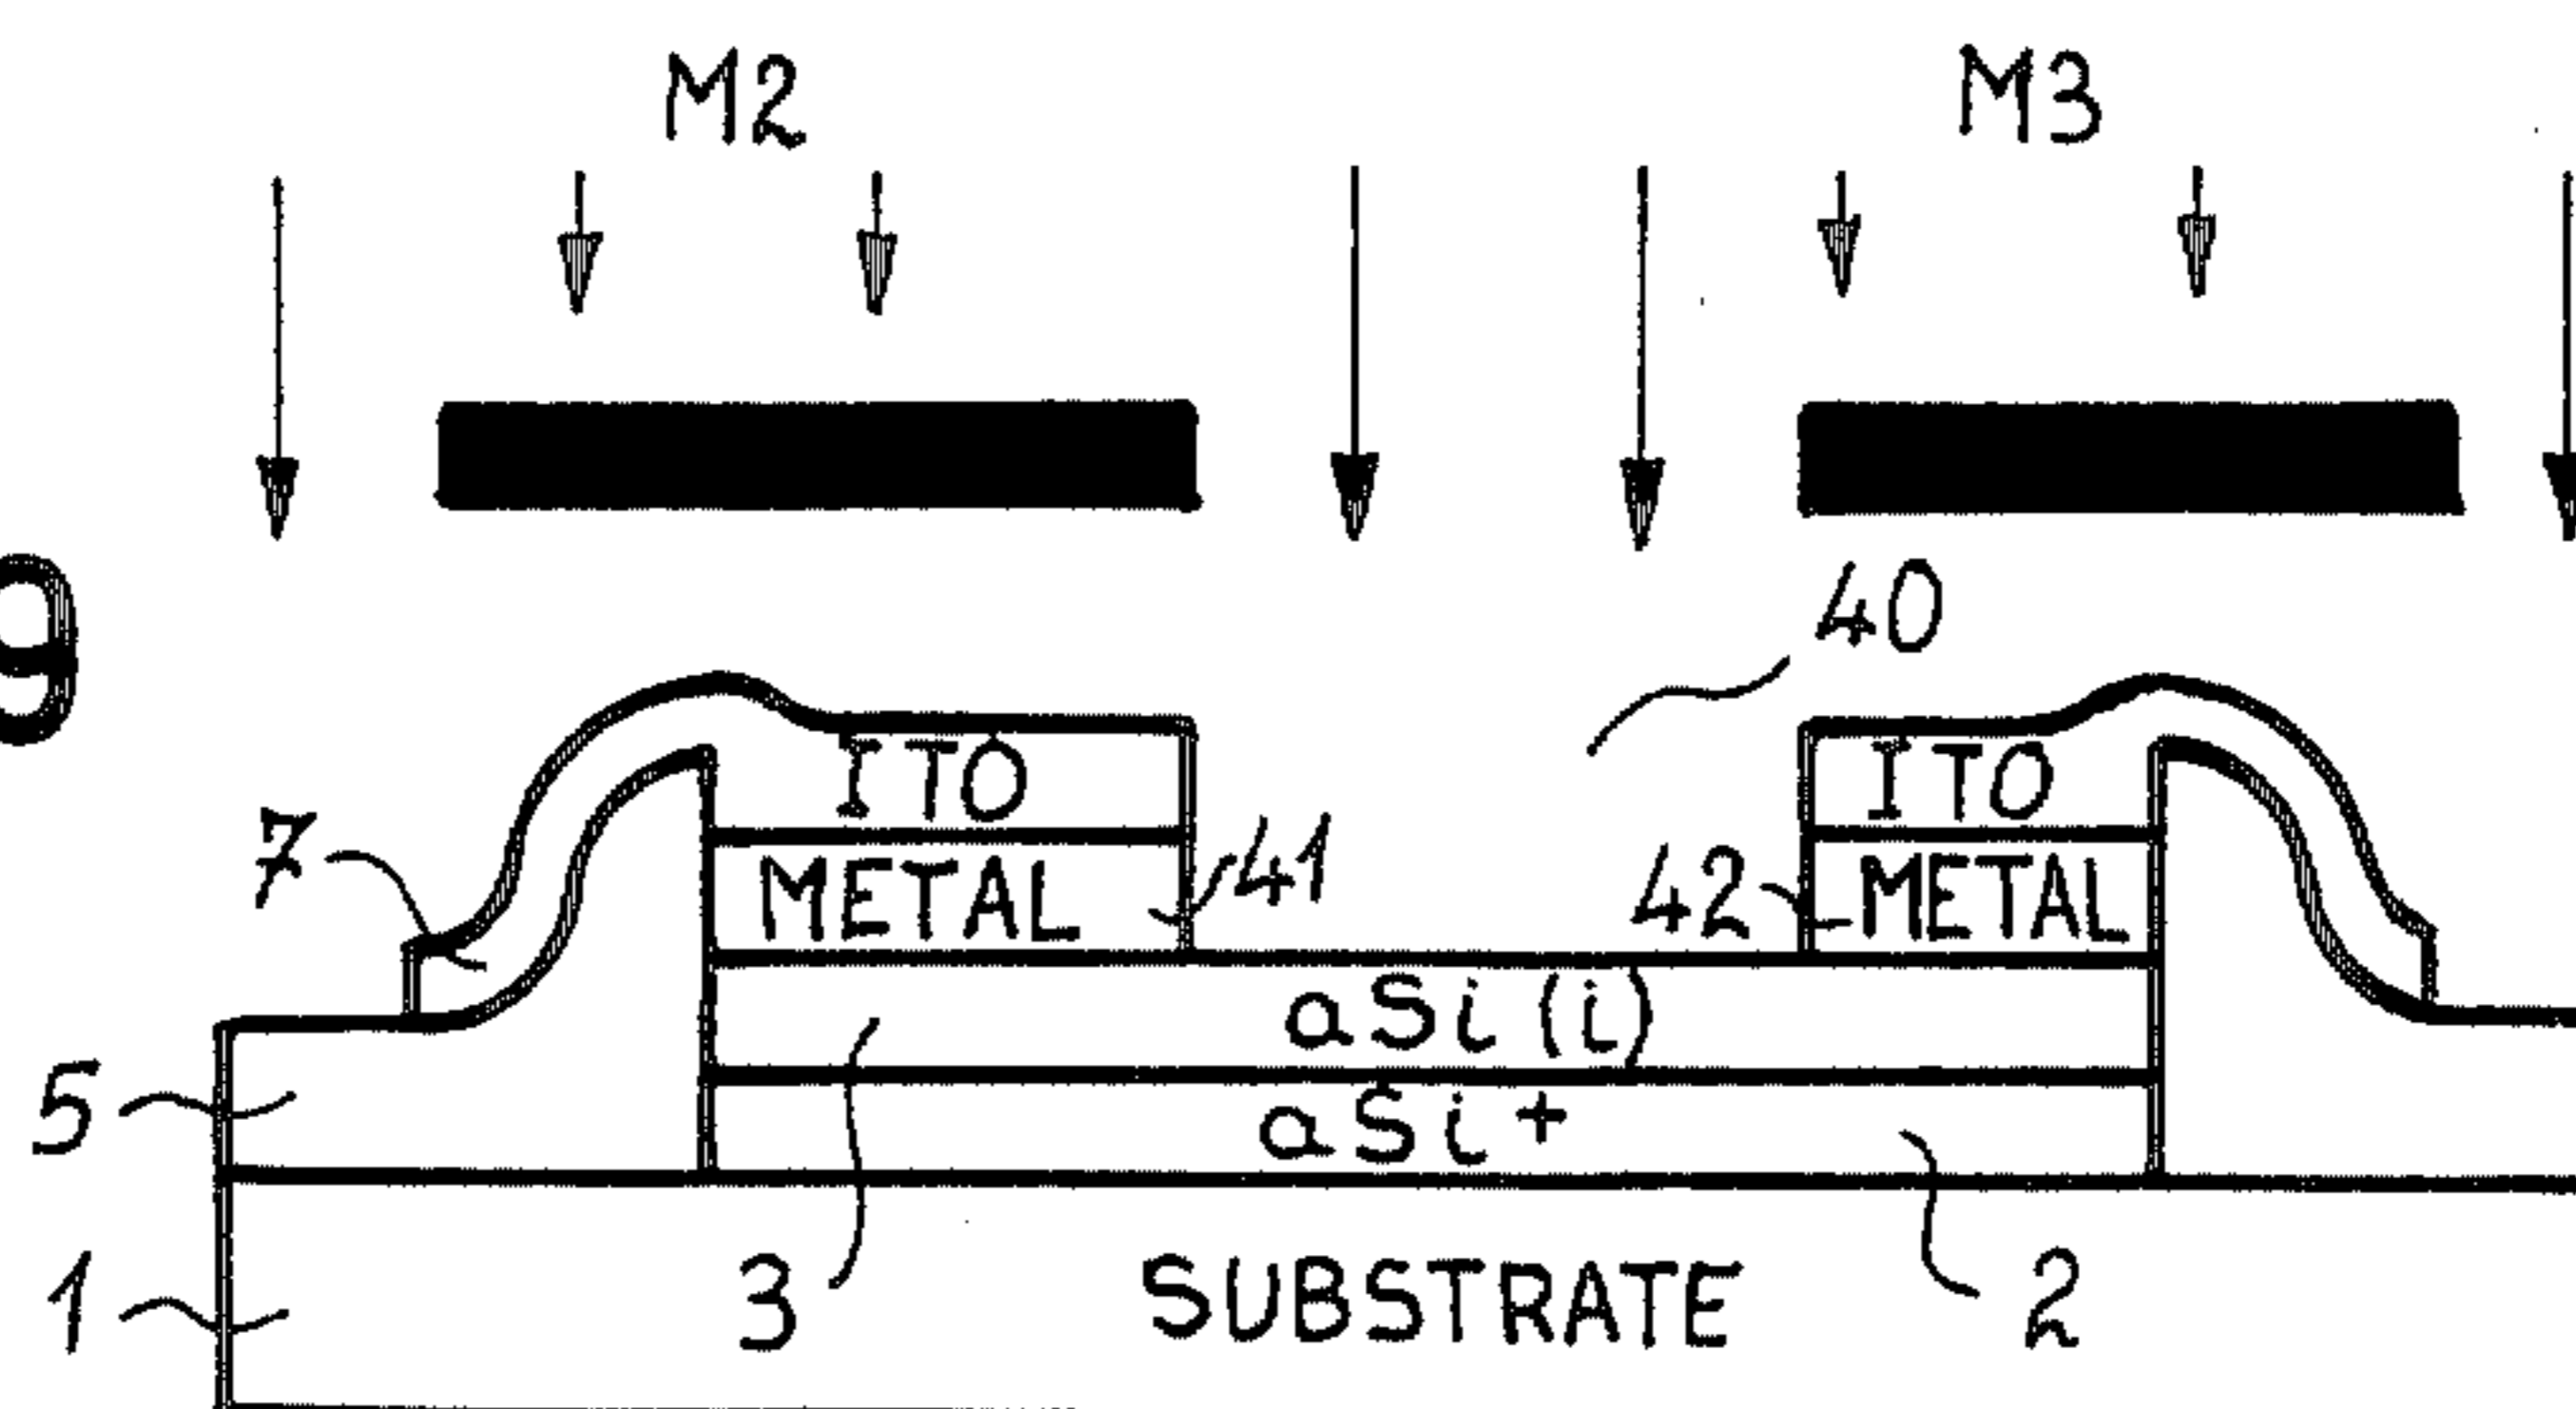 M2 M3
9
40
ITO ITO
7 METAL 41 42 METAL
aSi (i)
5 aSi+
1 3 SUBSTRATE 2